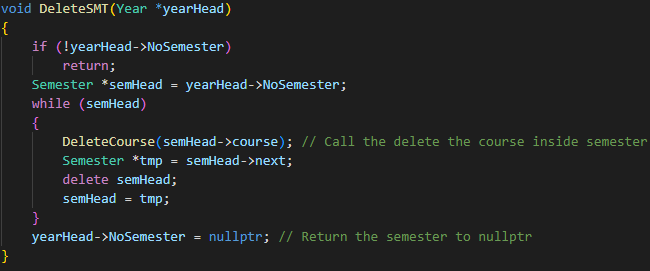 void DeleteSMT(Year *yearHead)
{
    if (!yearHead->NoSemester)
        return;
    Semester *semHead = yearHead->NoSemester;
    while (semHead)
    {
        DeleteCourse(semHead->course); // Call the delete the course inside semester
        Semester *tmp = semHead->next;
        delete semHead;
        semHead = tmp;
    }
    yearHead->NoSemester = nullptr; // Return the semester to nullptr
}